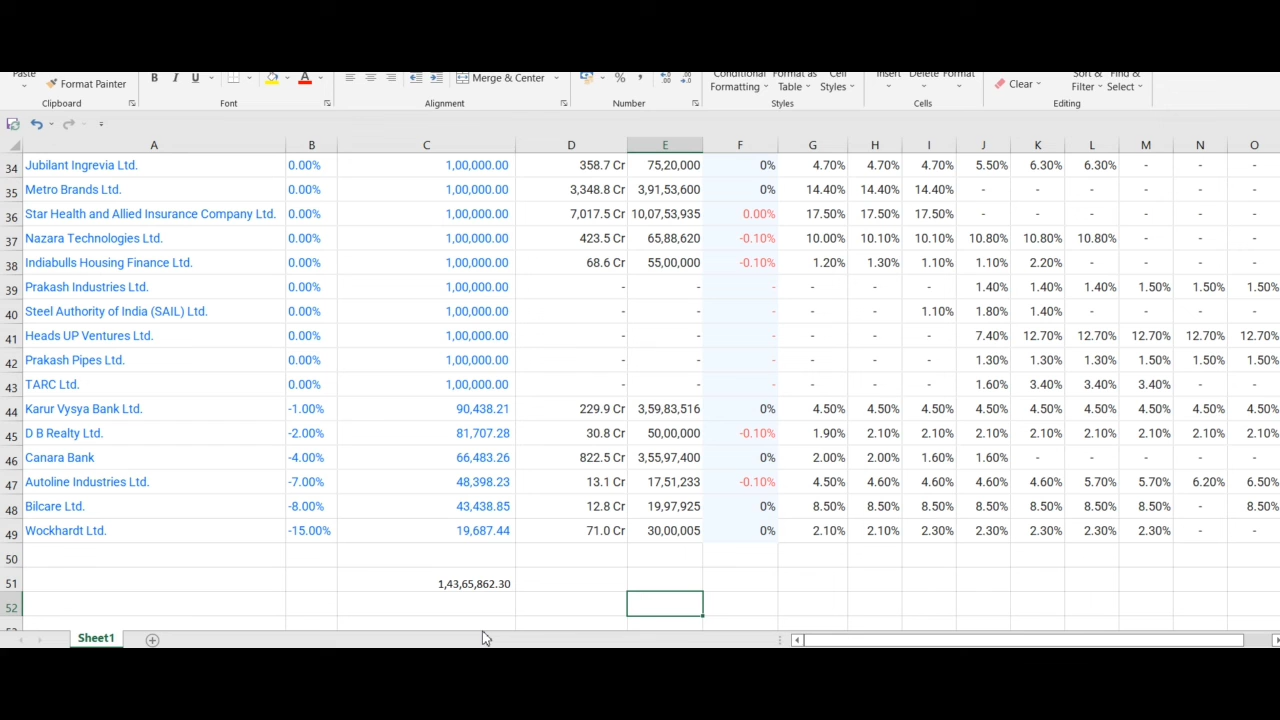 Paste Format Painter B I U A Merge & Center % , Conditional Formatting Format as Table Cell Styles Insert Delete Format Clear Sort & Filter Find & Select
Clipboard Font Alignment Number Styles Cells Editing
A B C D E F G H I J K L M N O
34 Jubilant Ingrevia Ltd. 0.00% 1,00,000.00 358.7 Cr 75,20,000 0% 4.70% 4.70% 4.70% 5.50% 6.30% 6.30% - - -
35 Metro Brands Ltd. 0.00% 1,00,000.00 3,348.8 Cr 3,91,53,600 0% 14.40% 14.40% 14.40% - - - - - -
36 Star Health and Allied Insurance Company Ltd. 0.00% 1,00,000.00 7,017.5 Cr 10,07,53,935 0.00% 17.50% 17.50% 17.50% - - - - - -
37 Nazara Technologies Ltd. 0.00% 1,00,000.00 423.5 Cr 65,88,620 -0.10% 10.00% 10.10% 10.10% 10.80% 10.80% 10.80% - - -
38 Indiabulls Housing Finance Ltd. 0.00% 1,00,000.00 68.6 Cr 55,00,000 -0.10% 1.20% 1.30% 1.10% 1.10% 2.20% - - - -
39 Prakash Industries Ltd. 0.00% 1,00,000.00 - - - - - - 1.40% 1.40% 1.40% 1.50% 1.50% 1.50%
40 Steel Authority of India (SAIL) Ltd. 0.00% 1,00,000.00 - - - - - 1.10% 1.80% 1.40% - - - -
41 Heads UP Ventures Ltd. 0.00% 1,00,000.00 - - - - - - 7.40% 12.70% 12.70% 12.70% 12.70% 12.70%
42 Prakash Pipes Ltd. 0.00% 1,00,000.00 - - - - - - 1.30% 1.30% 1.30% 1.50% 1.50% 1.50%
43 TARC Ltd. 0.00% 1,00,000.00 - - - - - - 1.60% 3.40% 3.40% 3.40% - -
44 Karur Vysya Bank Ltd. -1.00% 90,438.21 229.9 Cr 3,59,83,516 0% 4.50% 4.50% 4.50% 4.50% 4.50% 4.50% 4.50% 4.50% 4.50%
45 D B Realty Ltd. -2.00% 81,707.28 30.8 Cr 50,00,000 -0.10% 1.90% 2.10% 2.10% 2.10% 2.10% 2.10% 2.10% 2.10% 2.10%
46 Canara Bank -4.00% 66,483.26 822.5 Cr 3,55,97,400 0% 2.00% 2.00% 1.60% 1.60% - - - - -
47 Autoline Industries Ltd. -7.00% 48,398.23 13.1 Cr 17,51,233 -0.10% 4.50% 4.60% 4.60% 4.60% 4.60% 5.70% 5.70% 6.20% 6.50%
48 Bilcare Ltd. -8.00% 43,438.85 12.8 Cr 19,97,925 0% 8.50% 8.50% 8.50% 8.50% 8.50% 8.50% 8.50% - 8.50%
49 Wockhardt Ltd. -15.00% 19,687.44 71.0 Cr 30,00,005 0% 2.10% 2.10% 2.30% 2.30% 2.30% 2.30% 2.30% - -
50
51 1,43,65,862.30
52
Sheet1